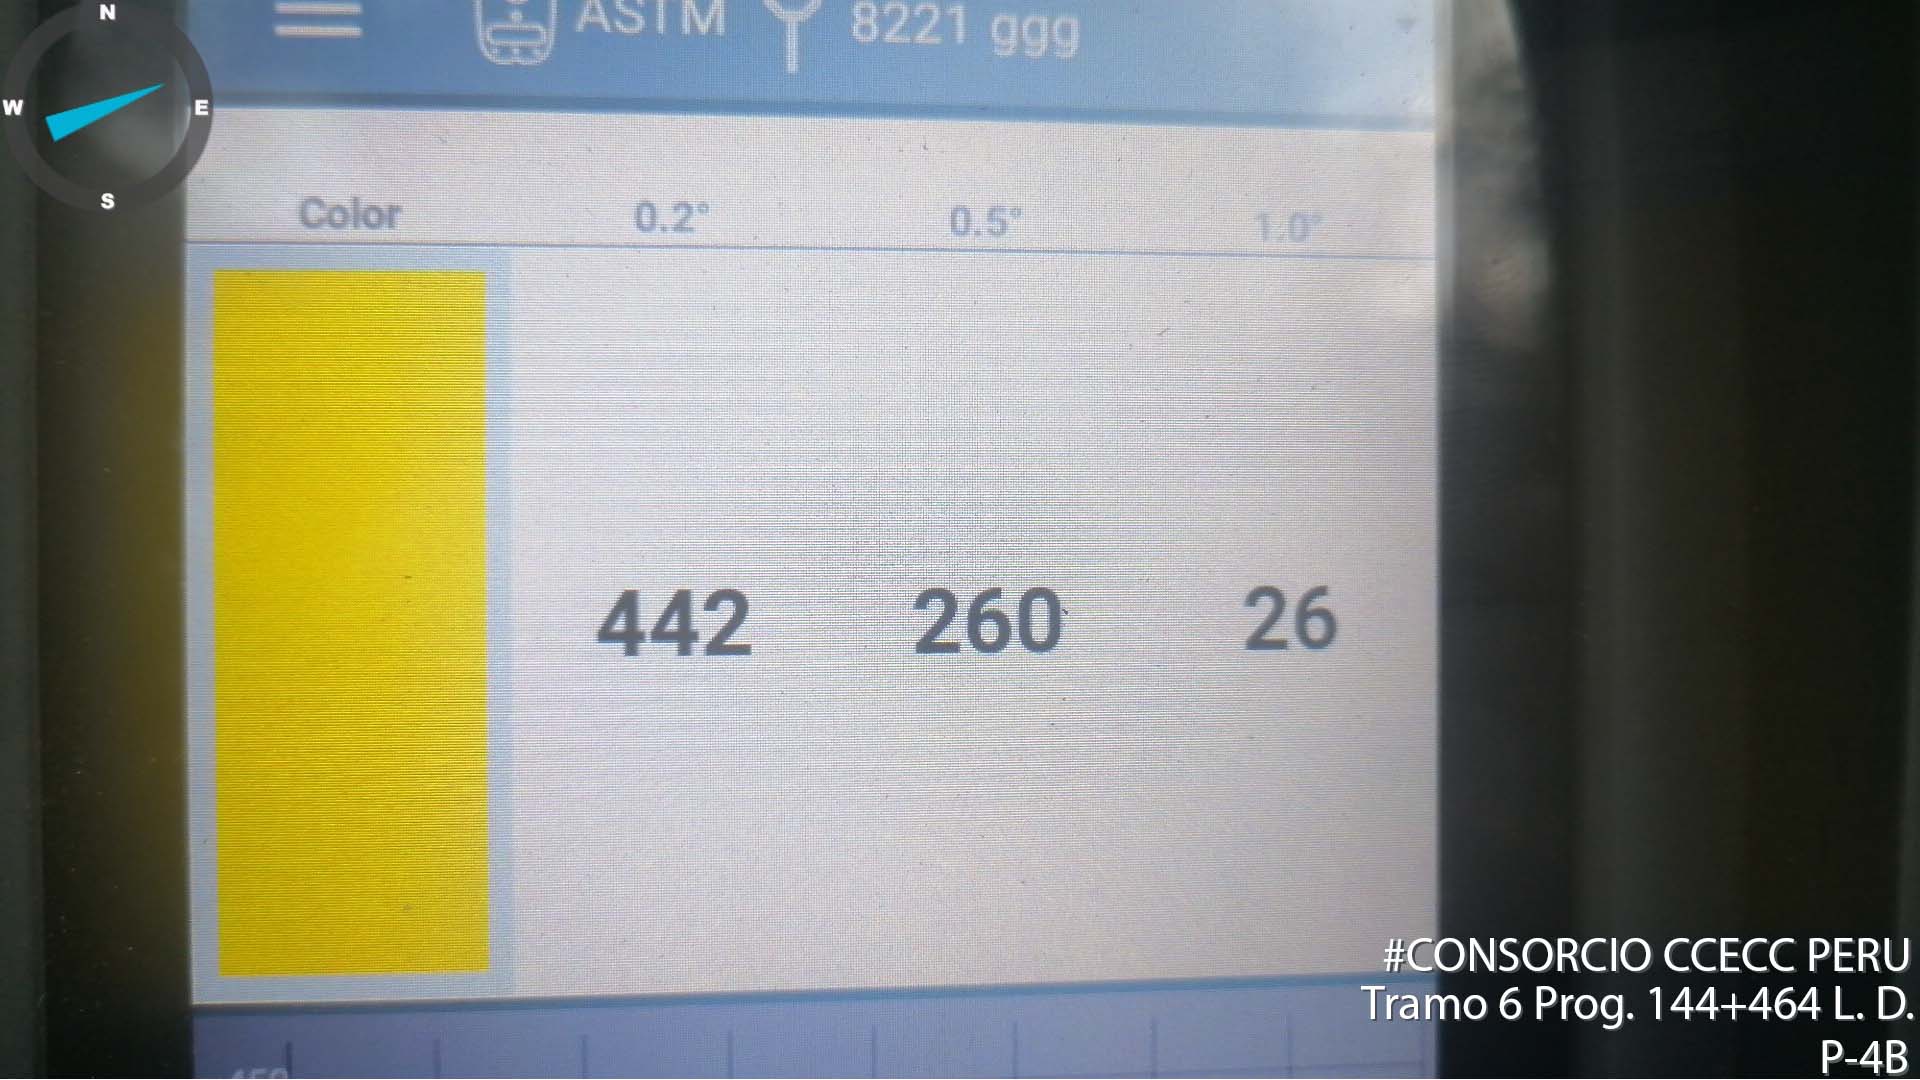 N
W E
S
ASTM 8221 ggg
Color 0.2° 0.5° 1.0°
442 260 26
#CONSORCIO CCECC PERU
Tramo 6 Prog. 144+464 L. D.
P-4B